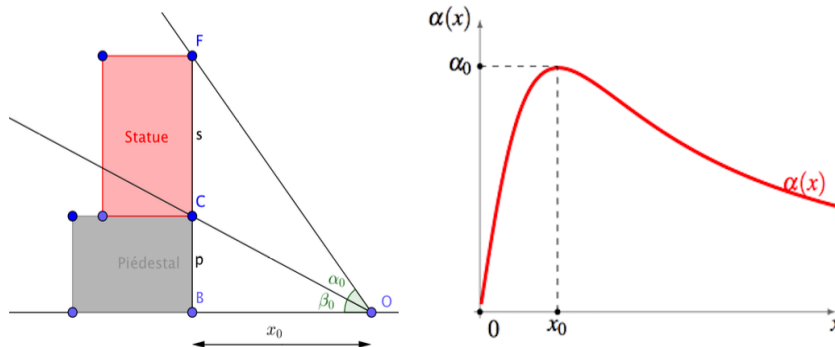 F
Statue
s
C
Piédestal
p
α₀
β₀
B
O
x₀
α(x)
α₀
α(x)
0
x₀
x